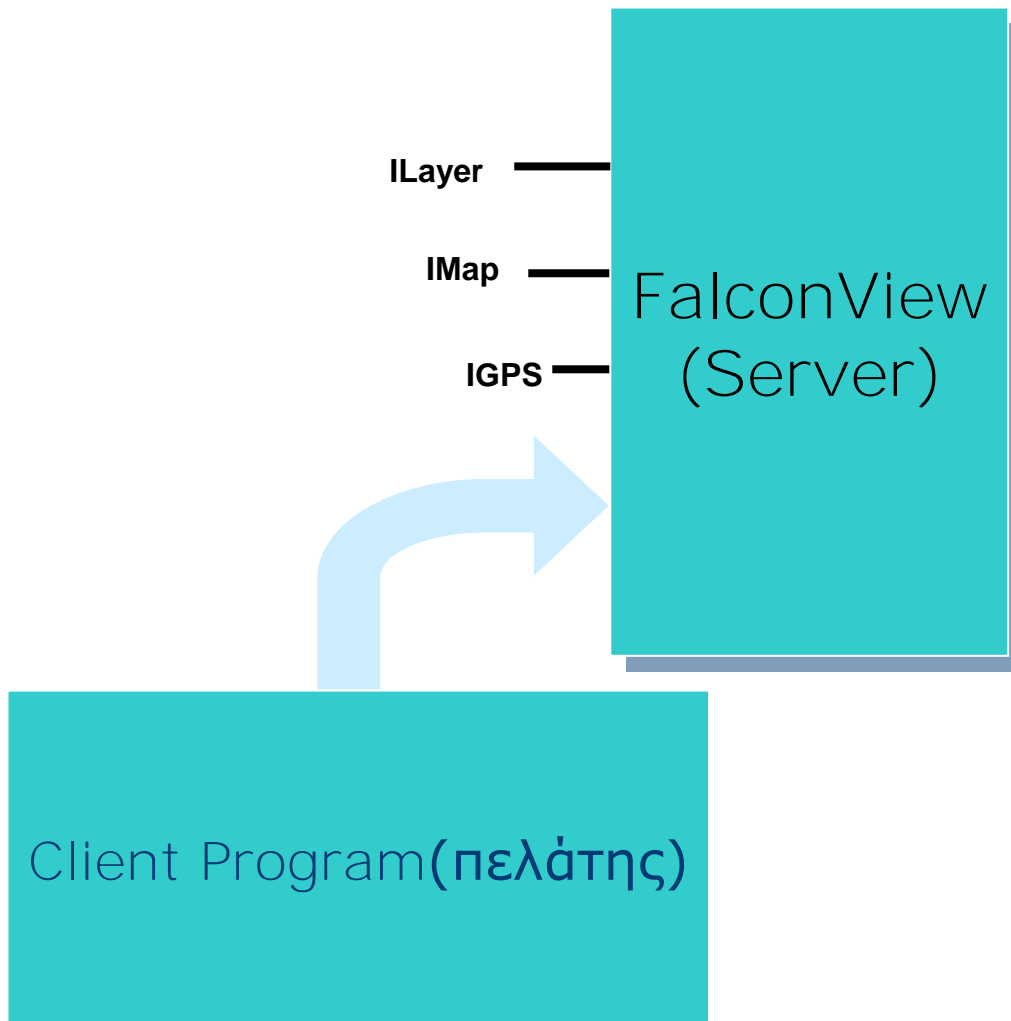 ILayer
IMap
IGPS
FalconView
(Server)
Client Program(πελάτης)